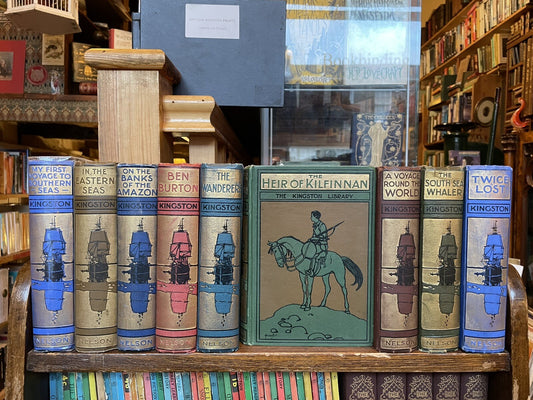 MY FIRST
VOYAGE TO
SOUTHERN
SEAS
KINGSTON
NELSON
IN THE
EASTERN
SEAS
KINGSTON
NELSON
ON THE
BANKS OF
THE
AMAZON
KINGSTON
NELSON
BEN
BURTON
KINGSTON
NELSON
THE
WANDERERS
KINGSTON
NELSON
THE
HEIR OF KILFINNAN
THE KINGSTON LIBRARY
A VOYAGE
ROUND THE
WORLD
KINGSTON
NELSON
THE
SOUTH SEA
WHALER
KINGSTON
NELSON
TWICE
LOST
KINGSTON
NELSON
Bookbinding